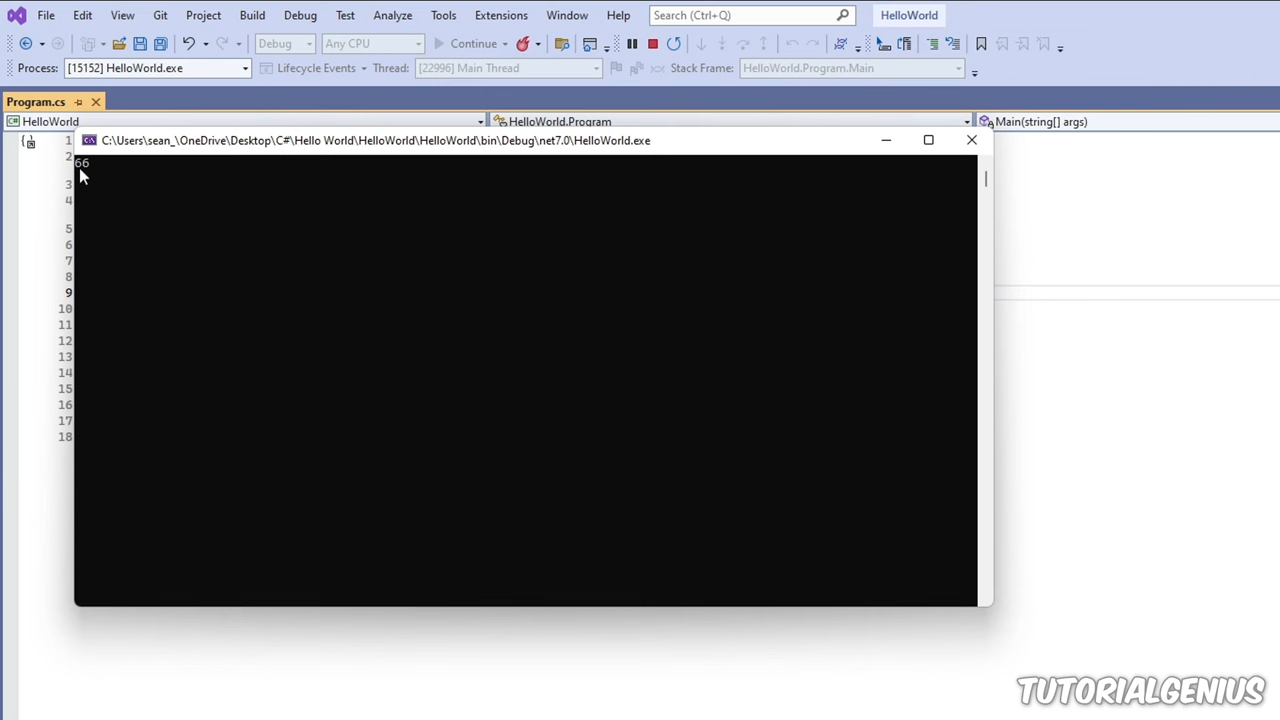 File Edit View Git Project Build Debug Test Analyze Tools Extensions Window Help Search (Ctrl+Q) HelloWorld
Debug Any CPU Continue
Process: [15152] HelloWorld.exe Lifecycle Events Thread: [22996] Main Thread Stack Frame: HelloWorld.Program.Main
Program.cs
HelloWorld HelloWorld.Program Main(string[] args)
C:\Users\sean_\OneDrive\Desktop\C#\Hello World\HelloWorld\HelloWorld\bin\Debug\net7.0\HelloWorld.exe
66
1
2
3
4
5
6
7
8
9
10
11
12
13
14
15
16
17
18
TUTORIALGENIUS